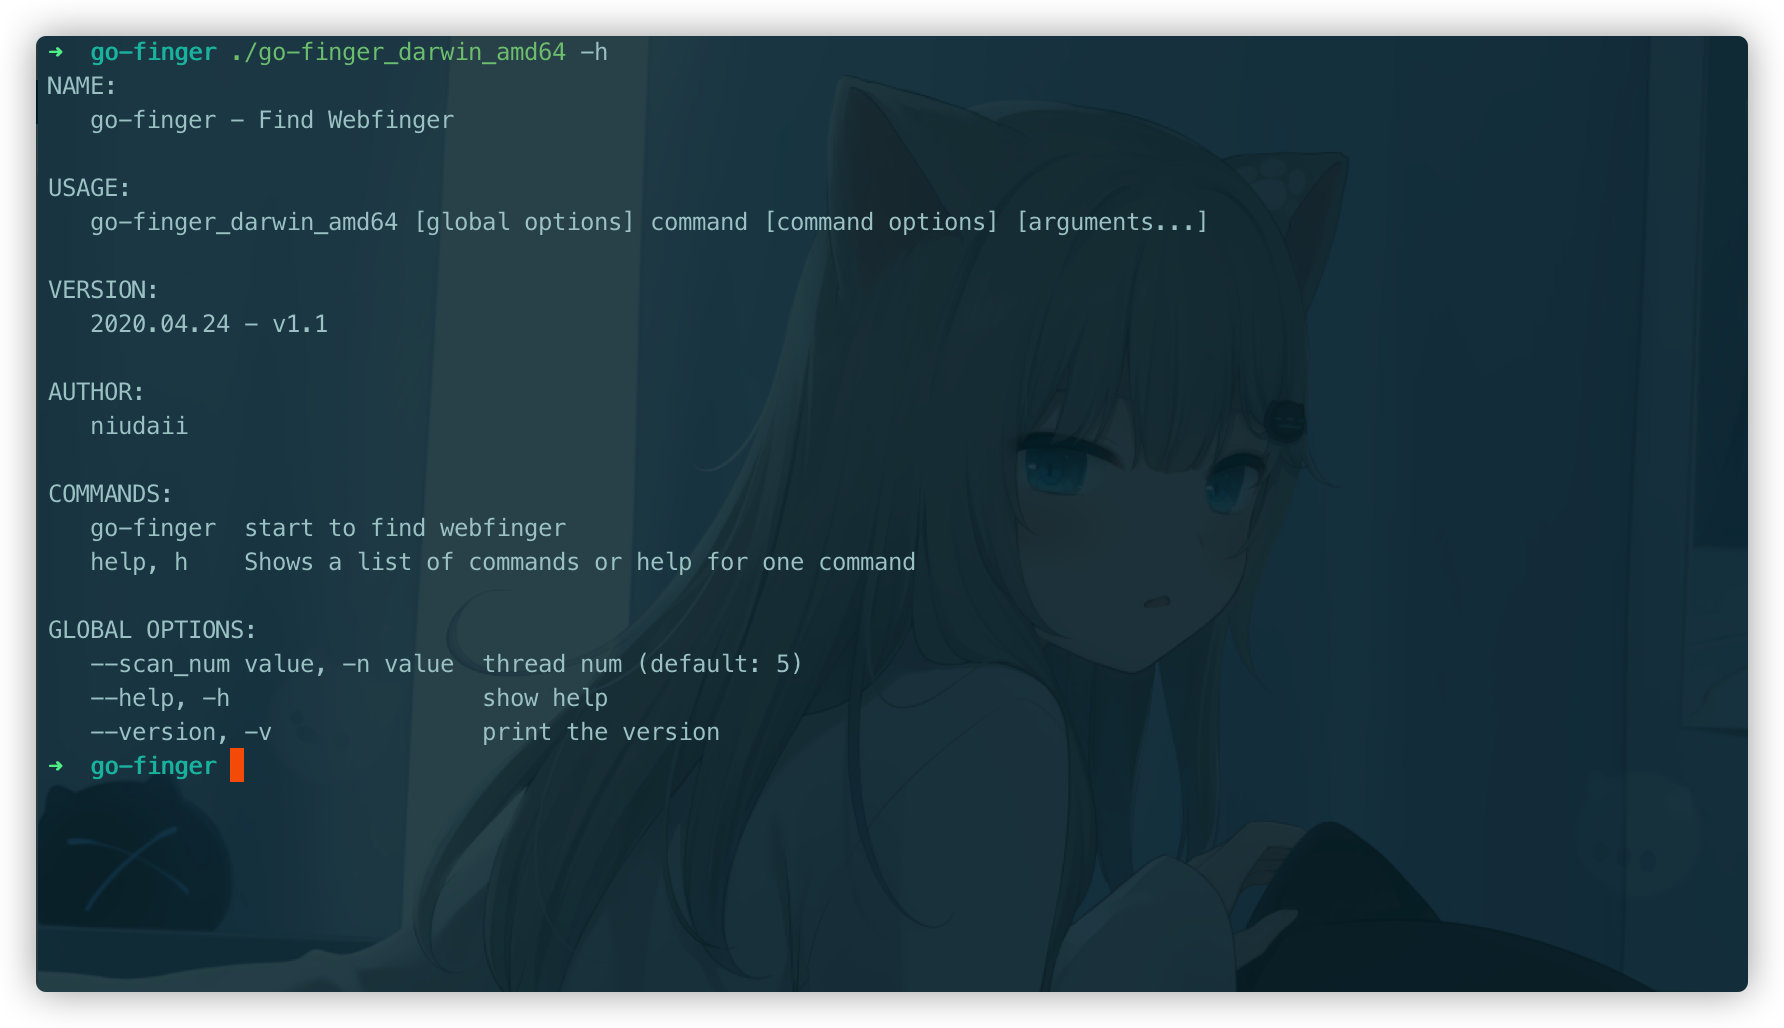 ➜  go-finger ./go-finger_darwin_amd64 -h
NAME:
   go-finger - Find Webfinger

USAGE:
   go-finger_darwin_amd64 [global options] command [command options] [arguments...]

VERSION:
   2020.04.24 - v1.1

AUTHOR:
   niudaii

COMMANDS:
   go-finger  start to find webfinger
   help, h    Shows a list of commands or help for one command

GLOBAL OPTIONS:
   --scan_num value, -n value  thread num (default: 5)
   --help, -h                  show help
   --version, -v               print the version
➜  go-finger